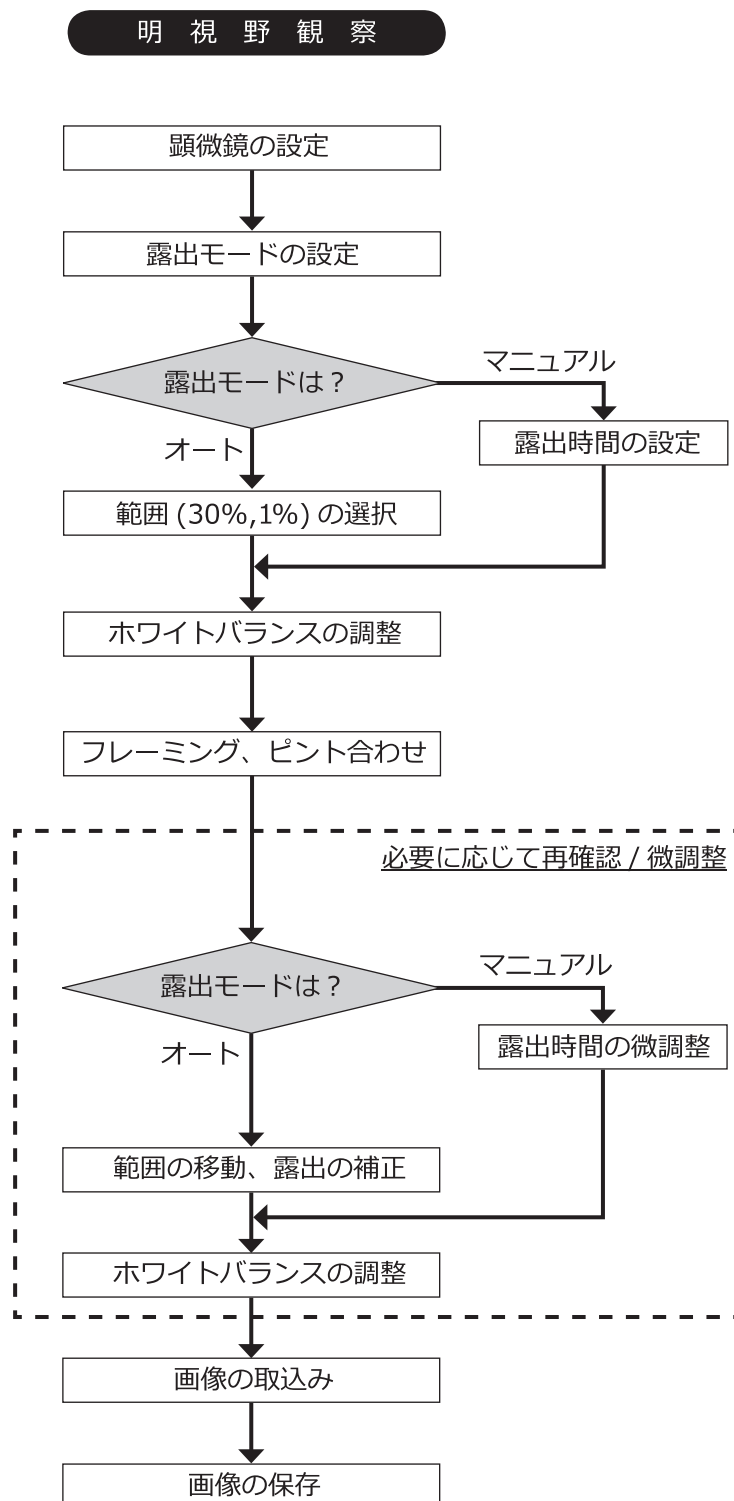 明視野観察
顕微鏡の設定
露出モードの設定
露出モードは？
マニュアル
露出時間の設定
オート
範囲 (30%,1%) の選択
ホワイトバランスの調整
フレーミング、ピント合わせ
必要に応じて再確認 / 微調整
露出モードは？
マニュアル
露出時間の微調整
オート
範囲の移動、露出の補正
ホワイトバランスの調整
画像の取込み
画像の保存